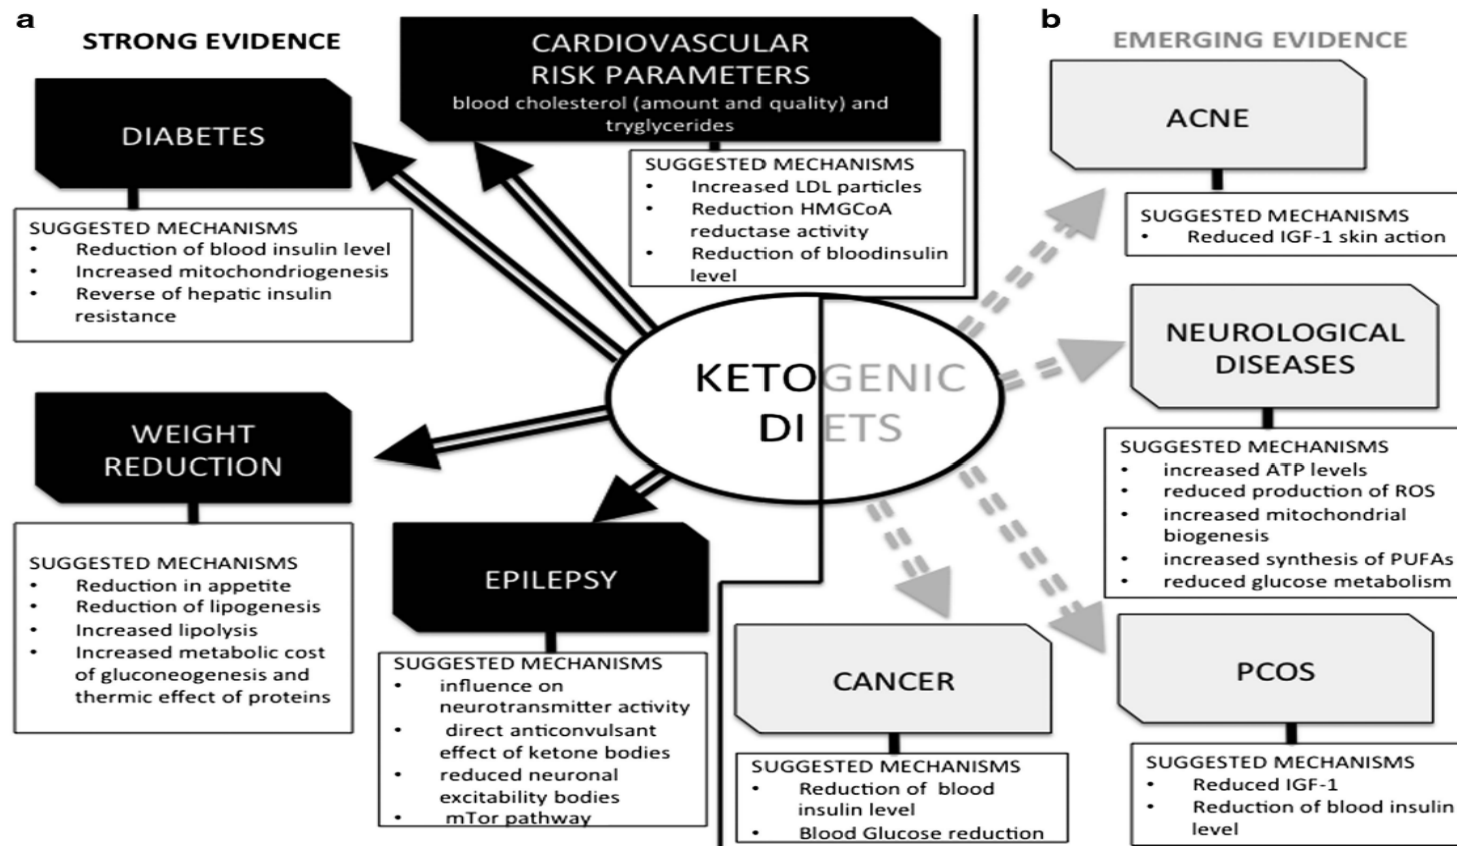 a
STRONG EVIDENCE
CARDIOVASCULAR
RISK PARAMETERS
blood cholesterol (amount and quality) and
tryglycerides
SUGGESTED MECHANISMS
• Increased LDL particles
• Reduction HMGCoA
reductase activity
• Reduction of bloodinsulin
level
DIABETES
SUGGESTED MECHANISMS
• Reduction of blood insulin level
• Increased mitochondriogenesis
• Reverse of hepatic insulin
resistance
WEIGHT
REDUCTION
SUGGESTED MECHANISMS
• Reduction in appetite
• Reduction of lipogenesis
• Increased lipolysis
• Increased metabolic cost
of gluconeogenesis and
thermic effect of proteins
EPILEPSY
SUGGESTED MECHANISMS
• influence on
neurotransmitter activity
• direct anticonvulsant
effect of ketone bodies
• reduced neuronal
excitability bodies
• mTor pathway
KETOGENIC
DIETS
b
EMERGING EVIDENCE
ACNE
SUGGESTED MECHANISMS
• Reduced IGF-1 skin action
NEUROLOGICAL
DISEASES
SUGGESTED MECHANISMS
• increased ATP levels
• reduced production of ROS
• increased mitochondrial
biogenesis
• increased synthesis of PUFAs
• reduced glucose metabolism
CANCER
SUGGESTED MECHANISMS
• Reduction of blood
insulin level
• Blood Glucose reduction
PCOS
SUGGESTED MECHANISMS
• Reduced IGF-1
• Reduction of blood insulin
level